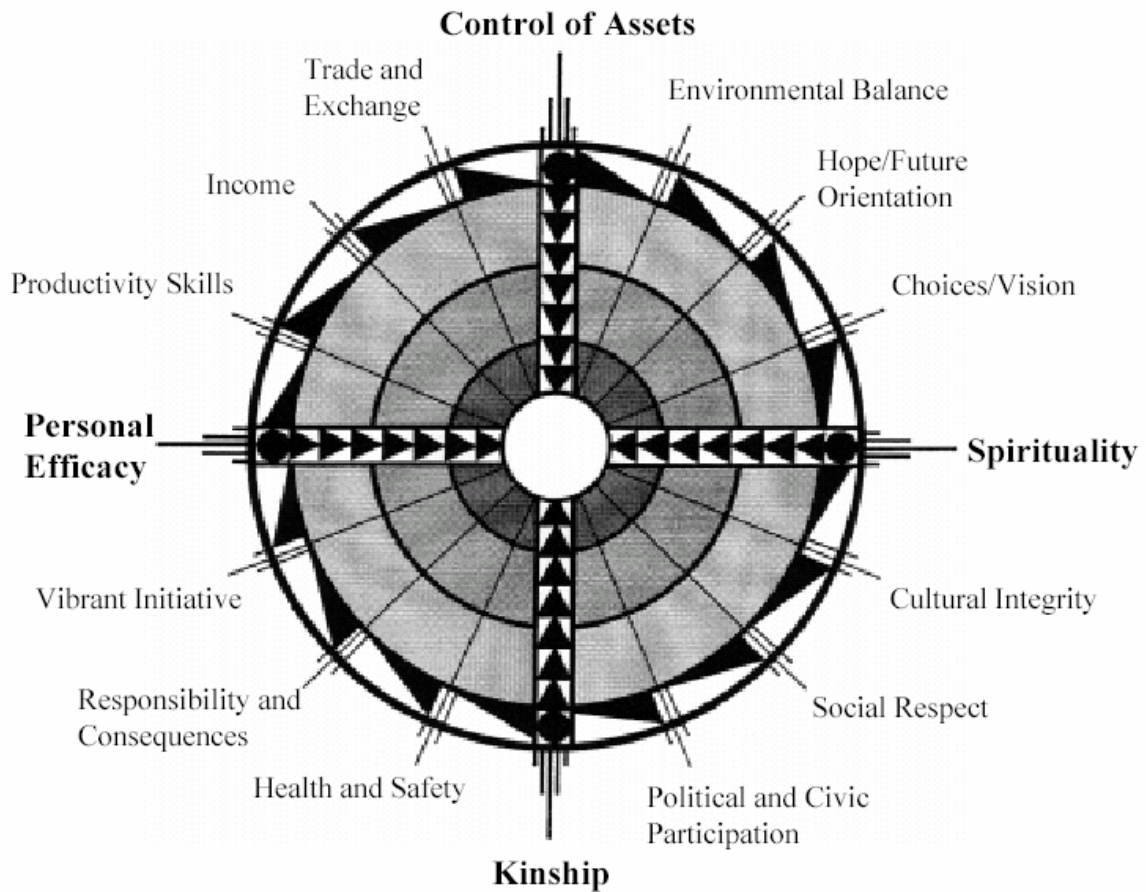 Control of Assets
Trade and
Exchange
Environmental Balance
Income
Hope/Future
Orientation
Productivity Skills
Choices/Vision
Personal
Efficacy
Spirituality
Vibrant Initiative
Cultural Integrity
Responsibility and
Consequences
Social Respect
Health and Safety
Political and Civic
Participation
Kinship